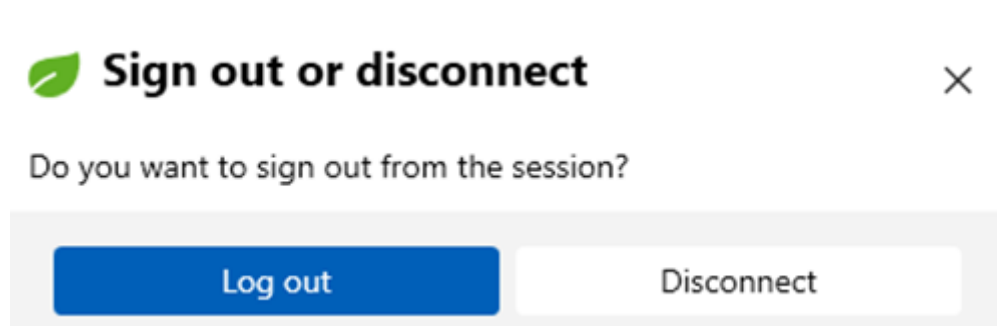 Sign out or disconnect
Do you want to sign out from the session?
Log out
Disconnect